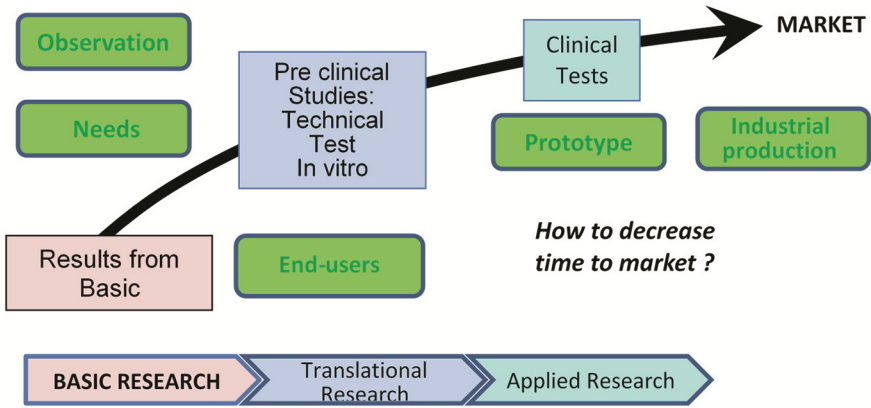 Observation
Needs
Results from
Basic
Pre clinical
Studies:
Technical
Test
In vitro
End-users
Clinical
Tests
MARKET
Prototype
Industrial
production
How to decrease
time to market ?
BASIC RESEARCH
Translational
Research
Applied Research